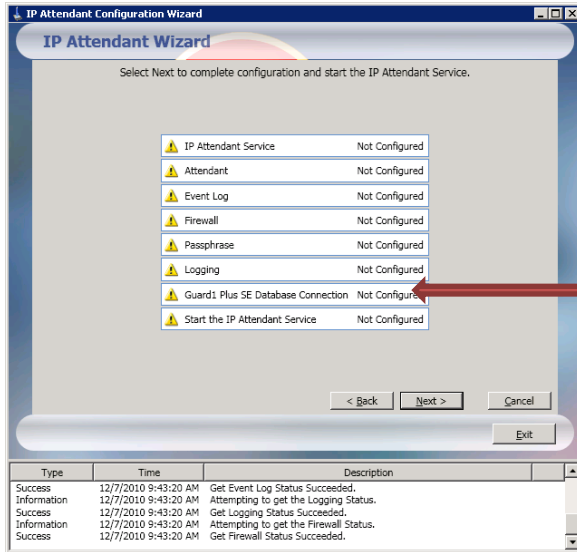 IP Attendant Configuration Wizard
IP Attendant Wizard
Select Next to complete configuration and start the IP Attendant Service.
IP Attendant Service Not Configured
Attendant Not Configured
Event Log Not Configured
Firewall Not Configured
Passphrase Not Configured
Logging Not Configured
Guard1 Plus SE Database Connection Not Configured
Start the IP Attendant Service Not Configured
< Back Next > Cancel
Exit
Type Time Description
Success 12/7/2010 9:43:20 AM Get Event Log Status Succeeded.
Information 12/7/2010 9:43:20 AM Attempting to get the Logging Status.
Success 12/7/2010 9:43:20 AM Get Logging Status Succeeded.
Information 12/7/2010 9:43:20 AM Attempting to get the Firewall Status.
Success 12/7/2010 9:43:20 AM Get Firewall Status Succeeded.